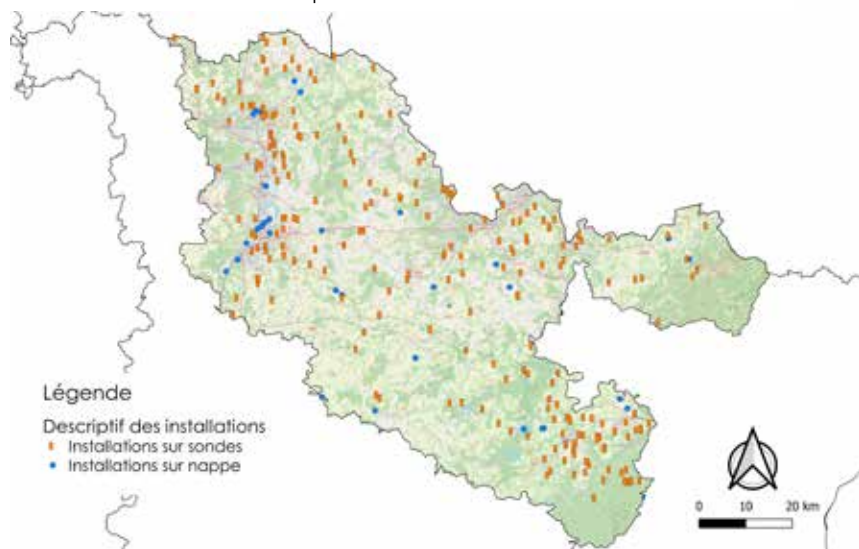 Légende
Descriptif des installations
Installations sur sondes
Installations sur nappe
0 10 20 km